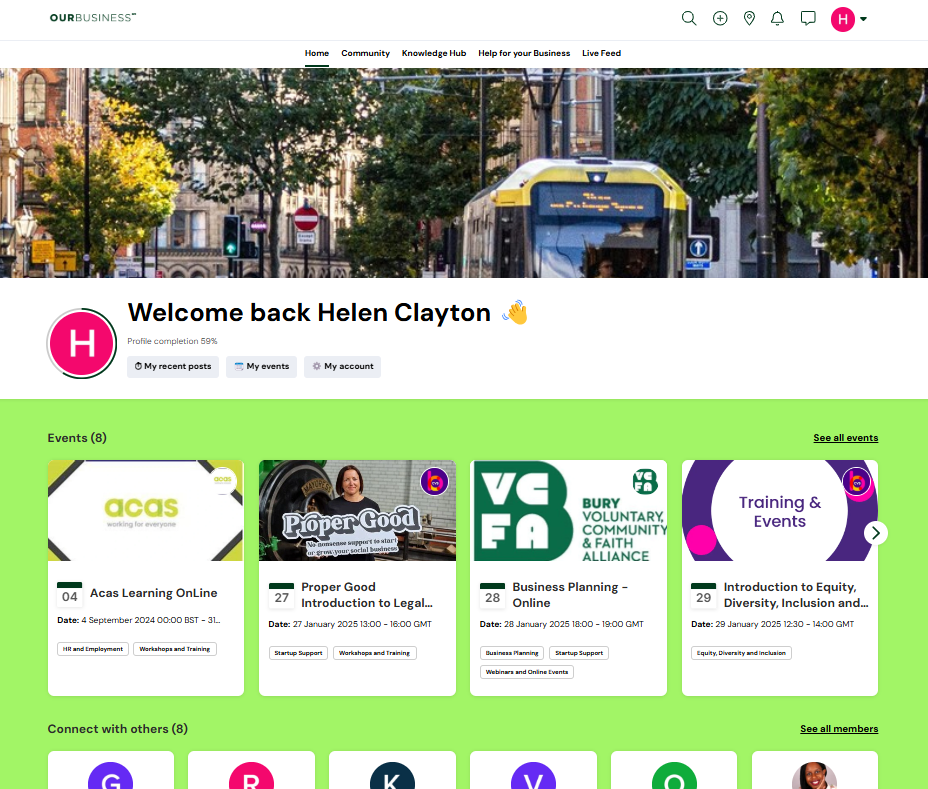 OURBUSINESS
H
Home Community Knowledge Hub Help for your Business Live Feed
H
Welcome back Helen Clayton 👋
Profile completion 59%
My recent posts My events My account
Events (8) See all events
acas
working for everyone
acas
MAYCREST
Proper Good
No nonsense support to start
or grow your social business
b
CVS
VC
FA
BURY
VOLUNTARY,
COMMUNITY
& FAITH
ALLIANCE
VC
FA
Training &
Events
b
CVS
04 Acas Learning OnLine
Date: 4 September 2024 00:00 BST - 31...
HR and Employment Workshops and Training
27 Proper Good
Introduction to Legal...
Date: 27 January 2025 13:00 - 16:00 GMT
Startup Support Workshops and Training
28 Business Planning -
Online
Date: 28 January 2025 18:00 - 19:00 GMT
Business Planning Startup Support
Webinars and Online Events
29 Introduction to Equity,
Diversity, Inclusion and...
Date: 29 January 2025 12:30 - 14:00 GMT
Equity, Diversity and Inclusion
Connect with others (8) See all members
G R K V O